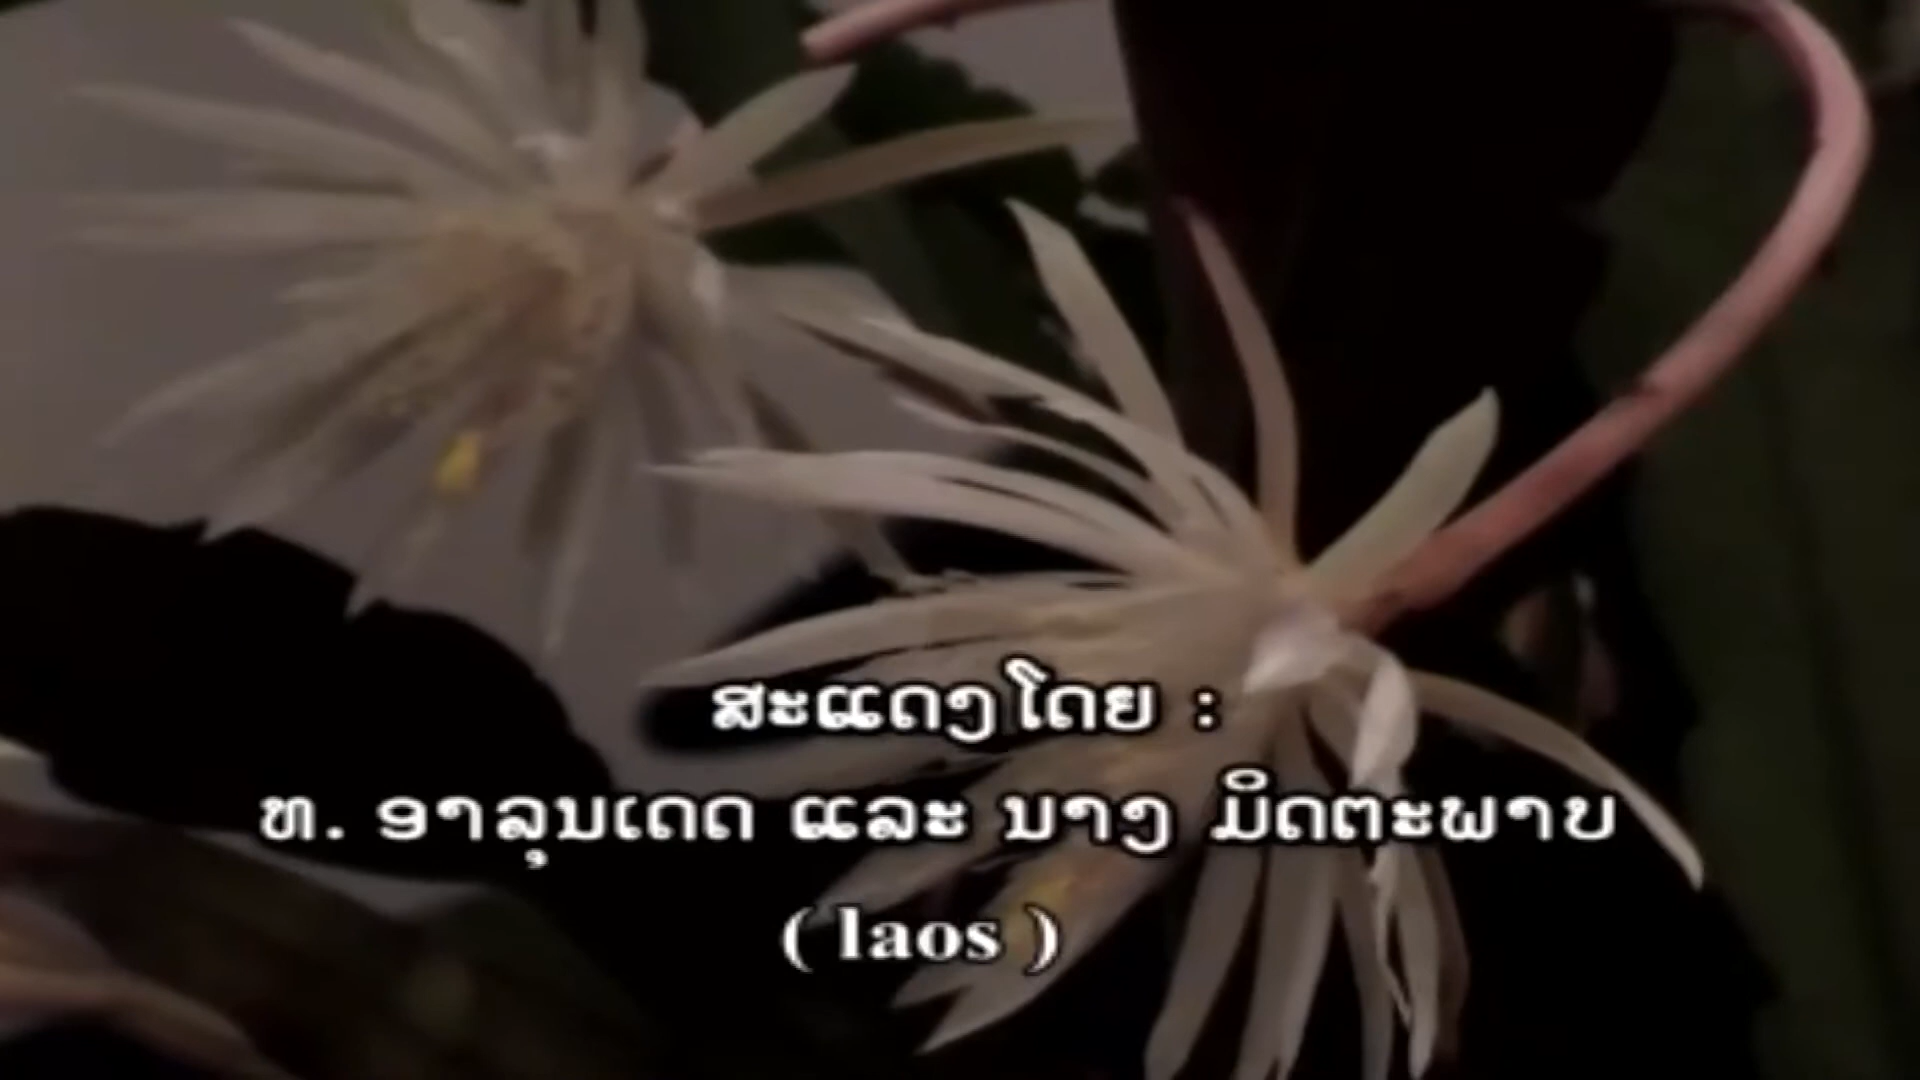 ສະແດງໂດຍ :
ທ. ອາລຸນເດດ ແລະ ນາງ ມິດຕະພາບ
( laos )